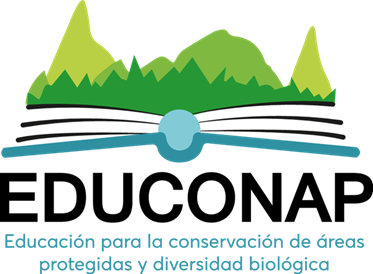 EDUCONAP
Educación para la conservación de áreas
protegidas y diversidad biológica